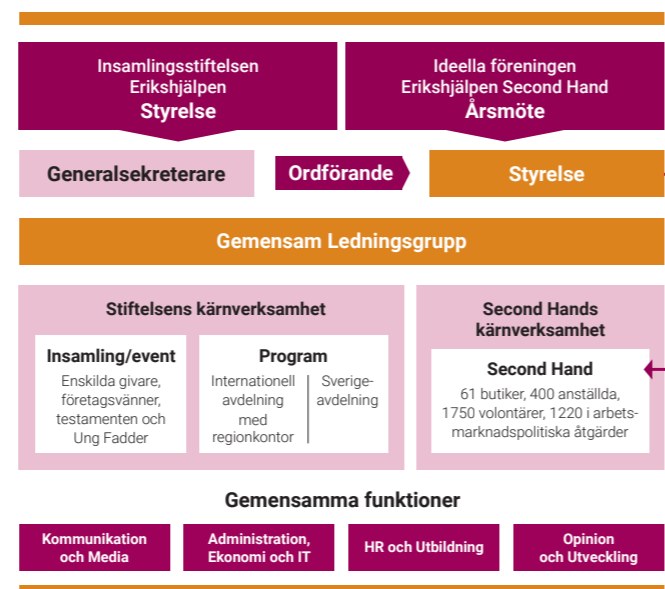 Insamlingsstiftelsen
Erikshjälpen
Styrelse
Ideella föreningen
Erikshjälpen Second Hand
Årsmöte
Generalsekreterare
Ordförande
Styrelse
Gemensam Ledningsgrupp
Stiftelsens kärnverksamhet
Insamling/event
Enskilda givare,
företagsvänner,
testamenten och
Ung Fadder
Program
Internationell
avdelning
med
regionkontor
Sverige-
avdelning
Second Hands
kärnverksamhet
Second Hand
61 butiker, 400 anställda,
1750 volontärer, 1220 i arbets-
marknadspolitiska åtgärder
Gemensamma funktioner
Kommunikation
och Media
Administration,
Ekonomi och IT
HR och Utbildning
Opinion
och Utveckling